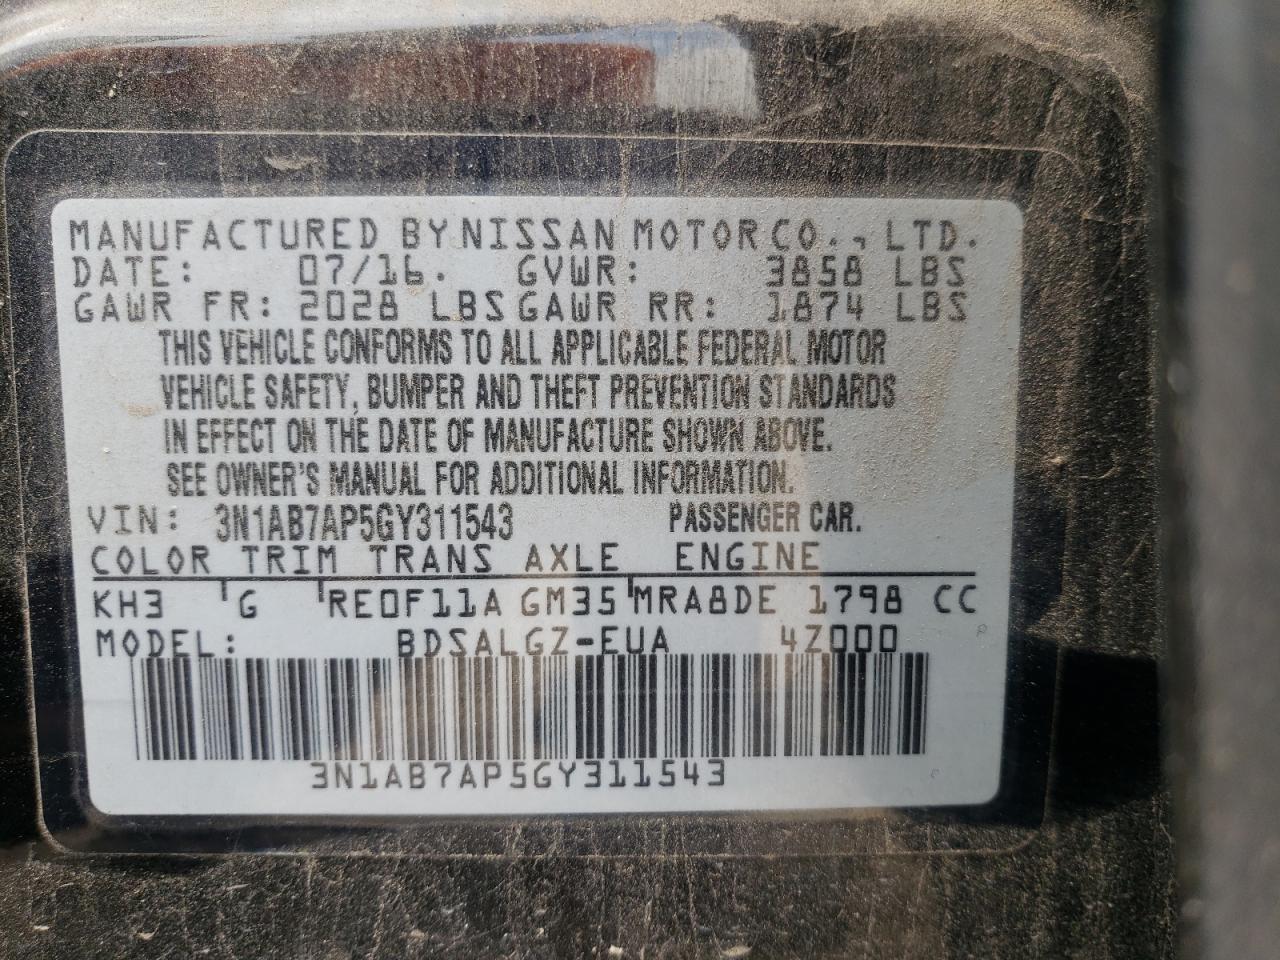 MANUFACTURED BY NISSAN MOTOR CO., LTD.
DATE: 07/16. GVWR: 3858 LBS
GAWR FR: 2028 LBS GAWR RR: 1874 LBS
THIS VEHICLE CONFORMS TO ALL APPLICABLE FEDERAL MOTOR
VEHICLE SAFETY, BUMPER AND THEFT PREVENTION STANDARDS
IN EFFECT ON THE DATE OF MANUFACTURE SHOWN ABOVE.
SEE OWNER'S MANUAL FOR ADDITIONAL INFORMATION.
VIN: 3N1AB7AP5GY311543 PASSENGER CAR.
COLOR TRIM TRANS AXLE ENGINE
KH3 G RE0F11A GM35 MRA8DE 1798 CC
MODEL: BDSALGZ-EUA 4Z000
3N1AB7AP5GY311543